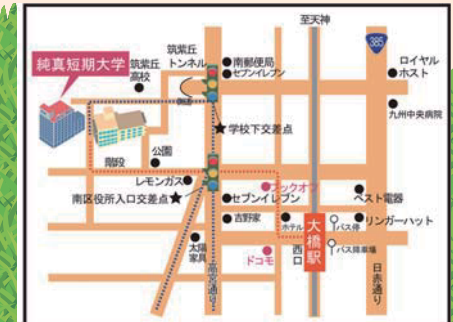 至天神
385
純真短期大学
筑紫丘
高校
筑紫丘
トンネル
南郵便局
セブンイレブン
ロイヤル
ホスト
九州中央病院
学校下交差点
公園
階段
レモンガス
南区役所入口交差点
ブックオフ
セブンイレブン
吉野家
ベスト電器
ホテル
大橋駅
バス停
リンガーハット
バス降車場
西口
太陽
家具
高宮通り
ドコモ
日赤通り